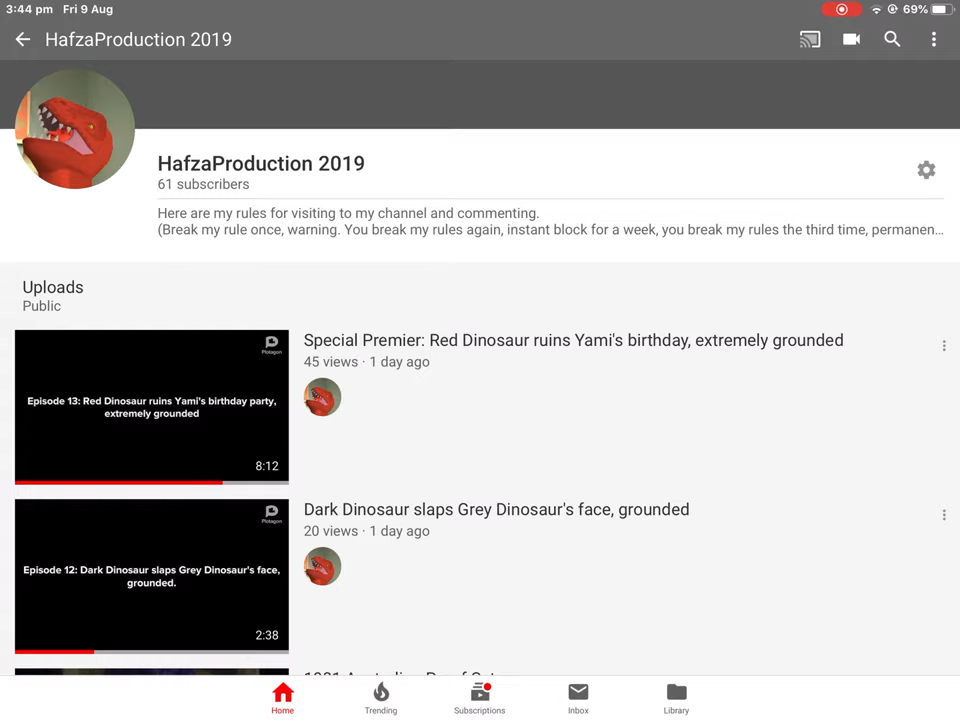 3:44 pm Fri 9 Aug 69%
HafzaProduction 2019
HafzaProduction 2019
61 subscribers
Here are my rules for visiting to my channel and commenting.
(Break my rule once, warning. You break my rules again, instant block for a week, you break my rules the third time, permanen...
Uploads
Public
Plotagon
Episode 13: Red Dinosaur ruins Yami's birthday party,
extremely grounded
8:12
Special Premier: Red Dinosaur ruins Yami's birthday, extremely grounded
45 views · 1 day ago
Plotagon
Episode 12: Dark Dinosaur slaps Grey Dinosaur's face,
grounded.
2:38
Dark Dinosaur slaps Grey Dinosaur's face, grounded
20 views · 1 day ago
Home Trending Subscriptions Inbox Library